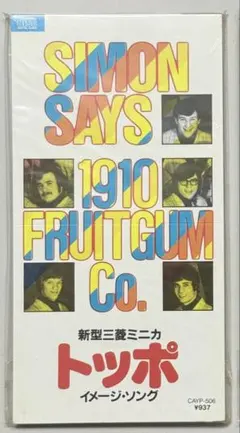 SIMON
SAYS
1910
FRUITGUM
Co.
新型三菱ミニカ
トッポ
イメージ・ソング
CAYP-506
¥937